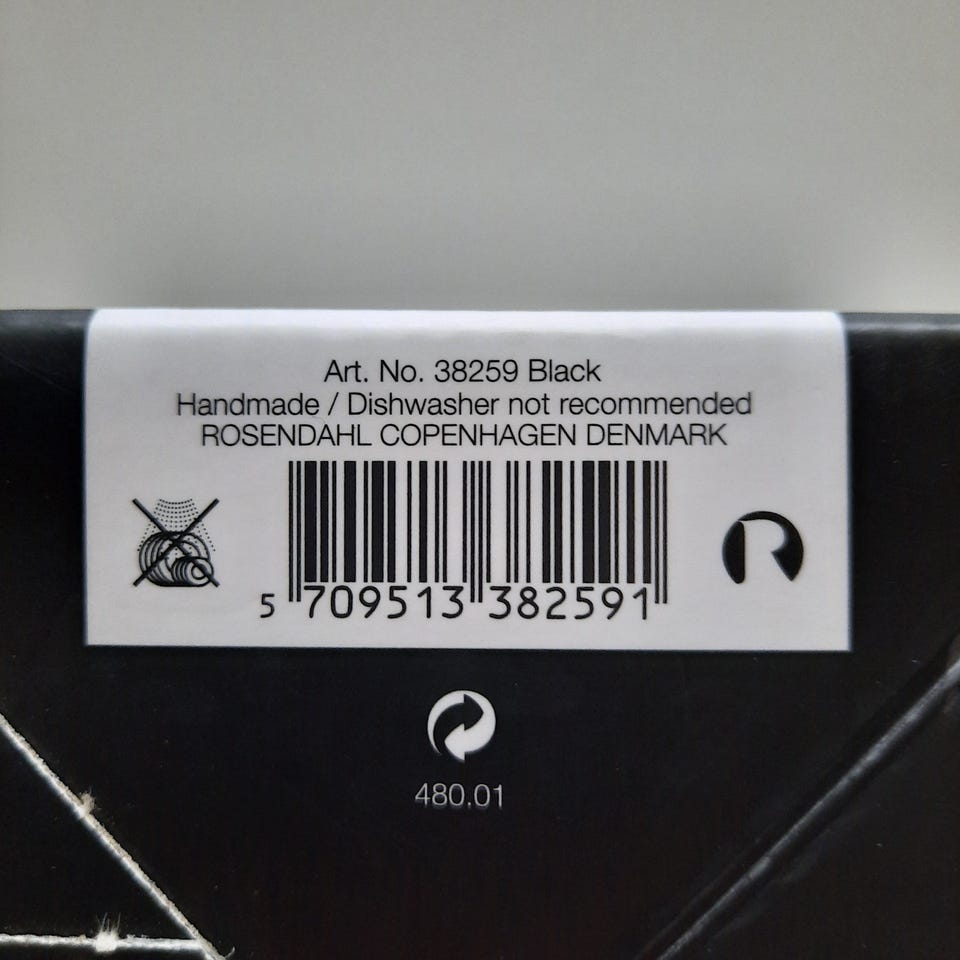 Art. No. 38259 Black
Handmade / Dishwasher not recommended
ROSENDAHL COPENHAGEN DENMARK
R
5 709513 382591
480.01